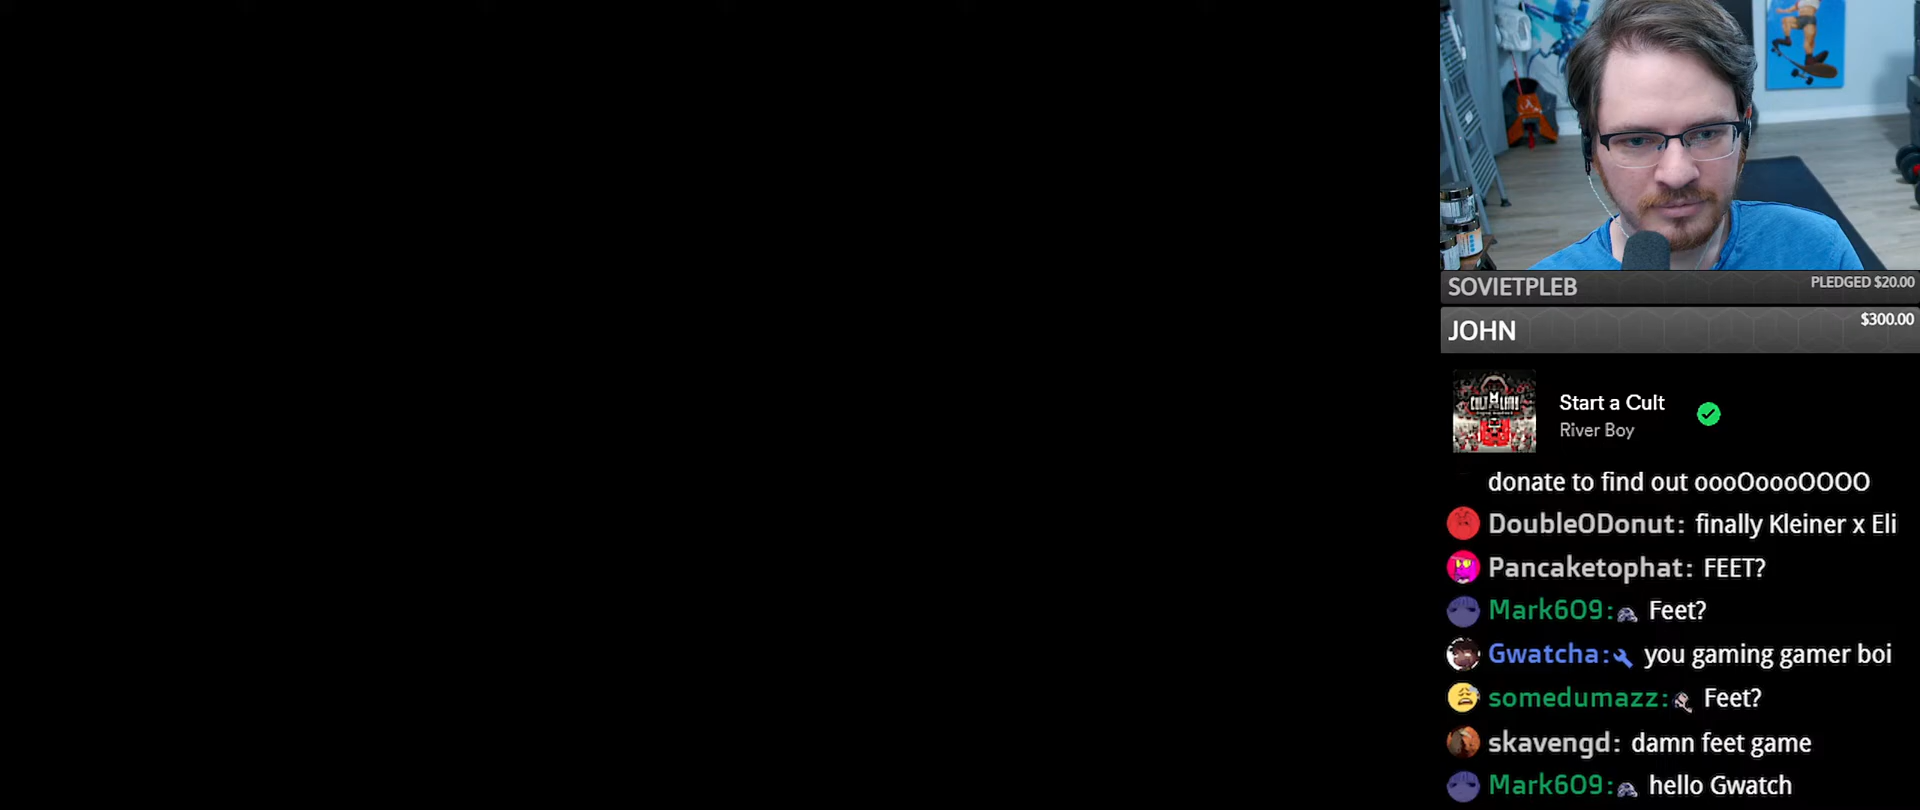 SOVIETPLEB PLEDGED $20.00
JOHN $300.00
CULT LAMB
Start a Cult
River Boy
donate to find out oooOoooOOOO
DoubleODonut: finally Kleiner x Eli
Pancaketophat: FEET?
Mark609: Feet?
Gwatcha: you gaming gamer boi
somedumazz: Feet?
skavengd: damn feet game
Mark609: hello Gwatch